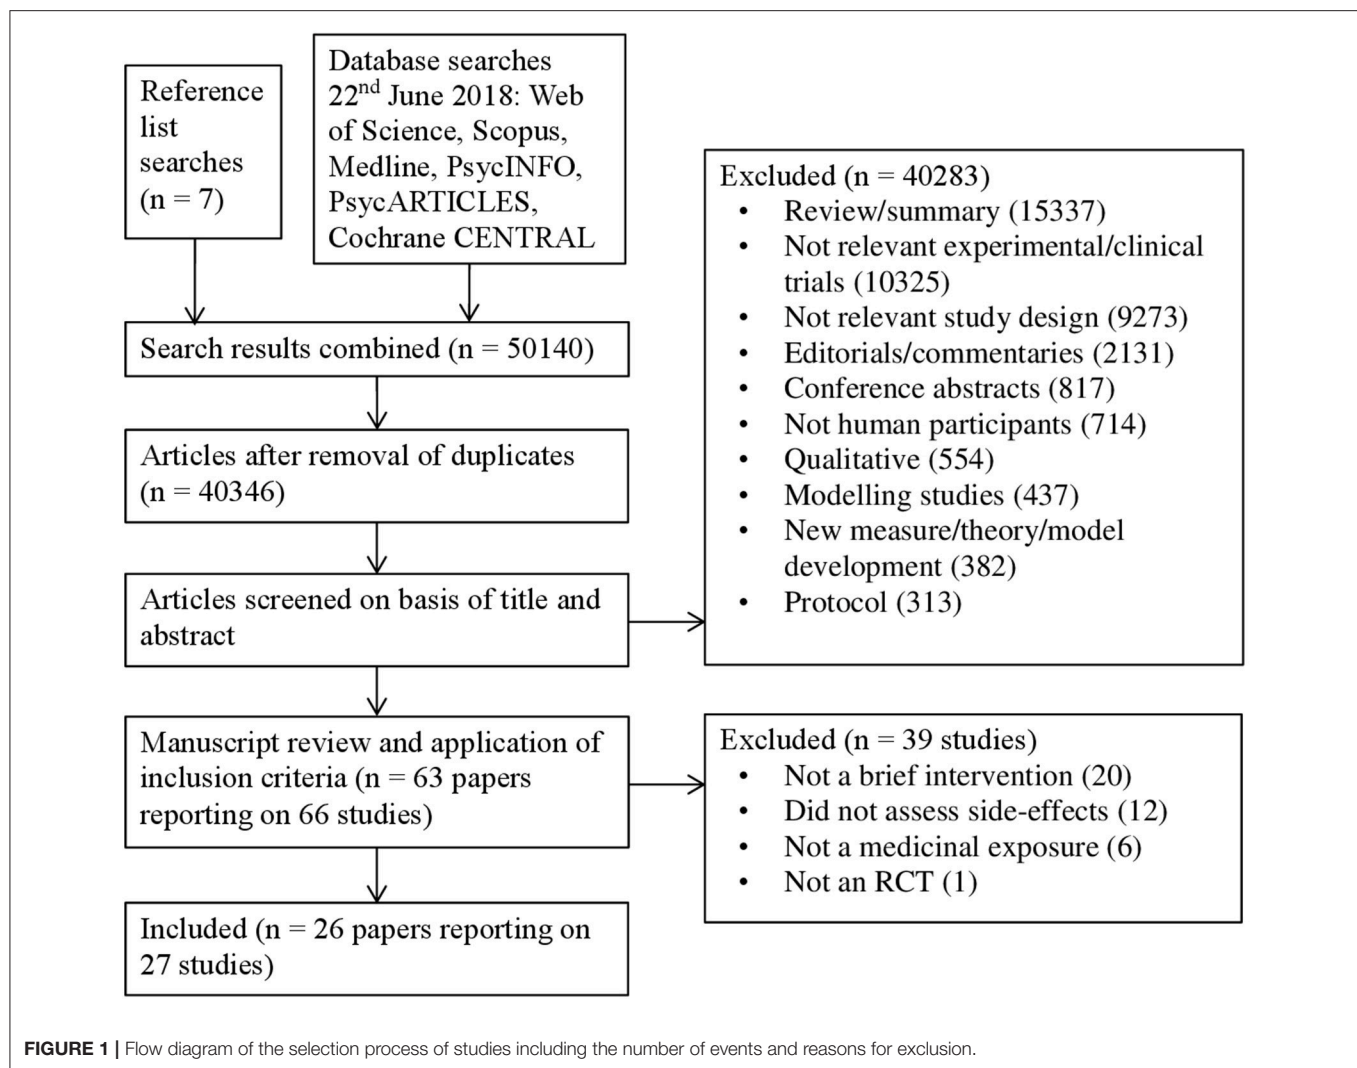 Reference
list
searches
(n = 7)
Database searches
22nd June 2018: Web
of Science, Scopus,
Medline, PsycINFO,
PsycARTICLES,
Cochrane CENTRAL
Search results combined (n = 50140)
Articles after removal of duplicates
(n = 40346)
Articles screened on basis of title and
abstract
Excluded (n = 40283)
• Review/summary (15337)
• Not relevant experimental/clinical
trials (10325)
• Not relevant study design (9273)
• Editorials/commentaries (2131)
• Conference abstracts (817)
• Not human participants (714)
• Qualitative (554)
• Modelling studies (437)
• New measure/theory/model
development (382)
• Protocol (313)
Manuscript review and application of
inclusion criteria (n = 63 papers
reporting on 66 studies)
Excluded (n = 39 studies)
• Not a brief intervention (20)
• Did not assess side-effects (12)
• Not a medicinal exposure (6)
• Not an RCT (1)
Included (n = 26 papers reporting on
27 studies)
FIGURE 1 | Flow diagram of the selection process of studies including the number of events and reasons for exclusion.